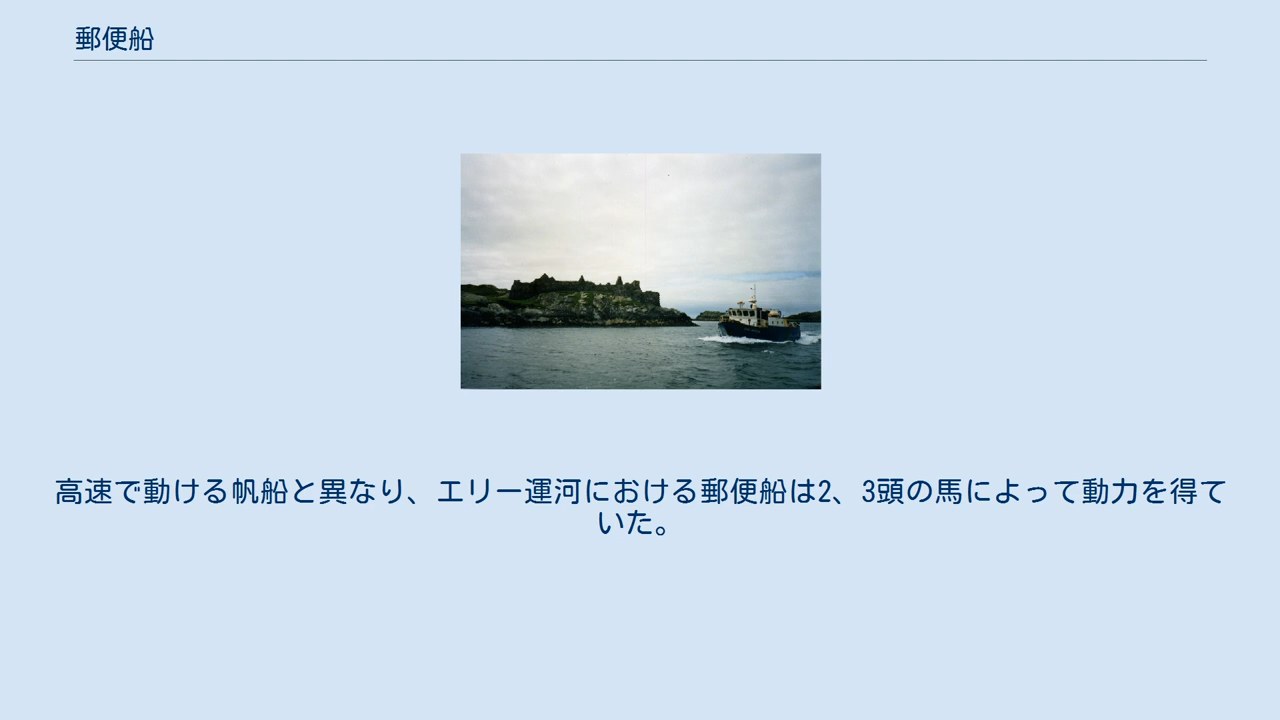 郵便船
高速で動ける帆船と異なり、エリー運河における郵便船は2、3頭の馬によって動力を得て
いた。